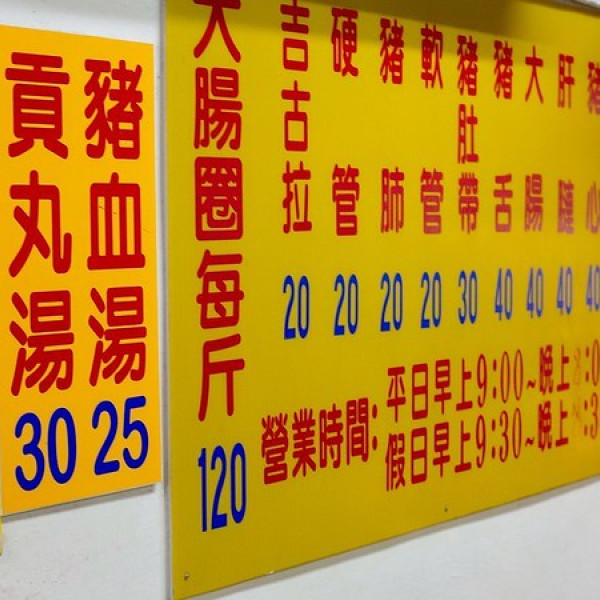 豬心 40
肝 40
大腸 40
豬舌 40
豬肚帶 30
軟管 20
豬肺 20
硬管 20
吉古拉 20
大腸圈每斤 120
營業時間:
平日早上9:00~晚上
假日早上9:30~晚上
豬血湯 25
貢丸湯 30